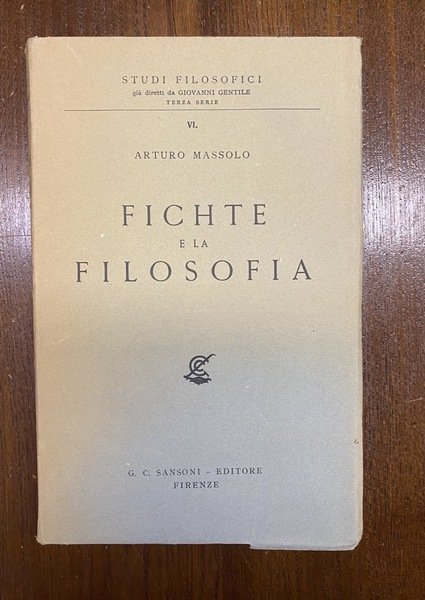 STUDI FILOSOFICI
già diretti da GIOVANNI GENTILE
TERZA SERIE
VI.
ARTURO MASSOLO
FICHTE
E LA
FILOSOFIA
G. C. SANSONI – EDITORE
FIRENZE